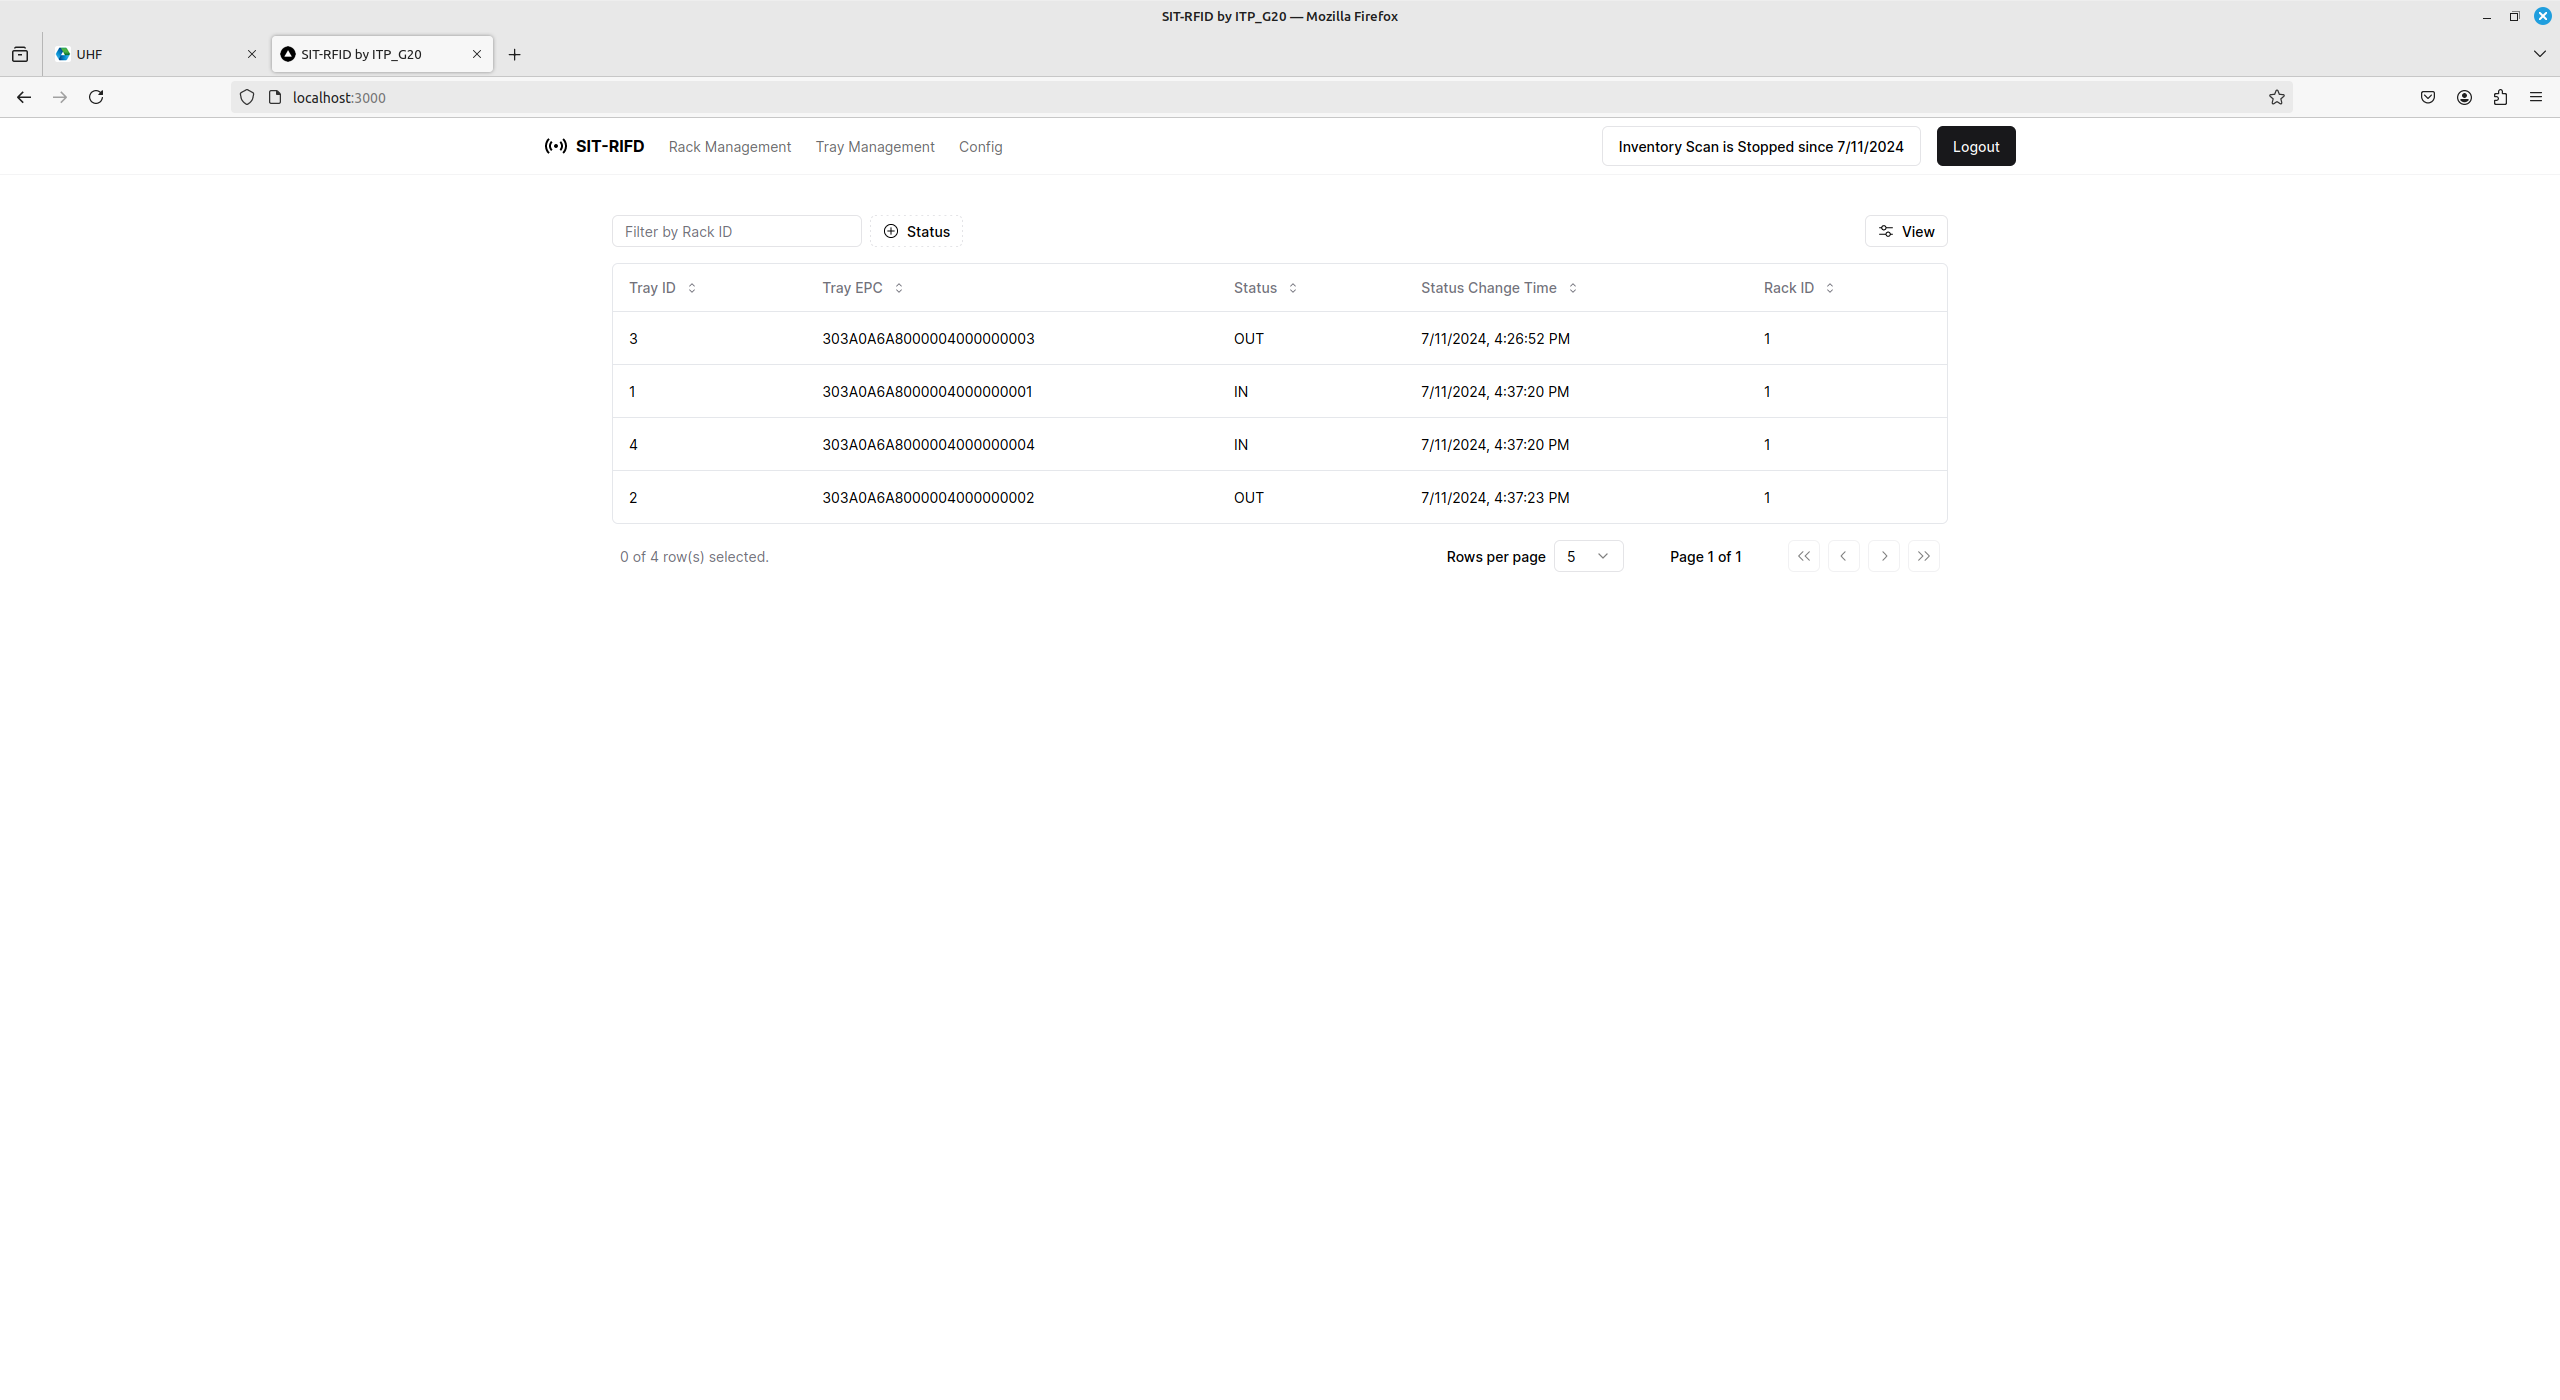 SIT-RFID by ITP_G20 — Mozilla Firefox
UHF
SIT-RFID by ITP_G20
localhost:3000
SIT-RIFD Rack Management Tray Management Config Inventory Scan is Stopped since 7/11/2024 Logout
Filter by Rack ID Status View
Tray ID Tray EPC Status Status Change Time Rack ID
3 303A0A6A8000004000000003 OUT 7/11/2024, 4:26:52 PM 1
1 303A0A6A8000004000000001 IN 7/11/2024, 4:37:20 PM 1
4 303A0A6A8000004000000004 IN 7/11/2024, 4:37:20 PM 1
2 303A0A6A8000004000000002 OUT 7/11/2024, 4:37:23 PM 1
0 of 4 row(s) selected. Rows per page 5 Page 1 of 1